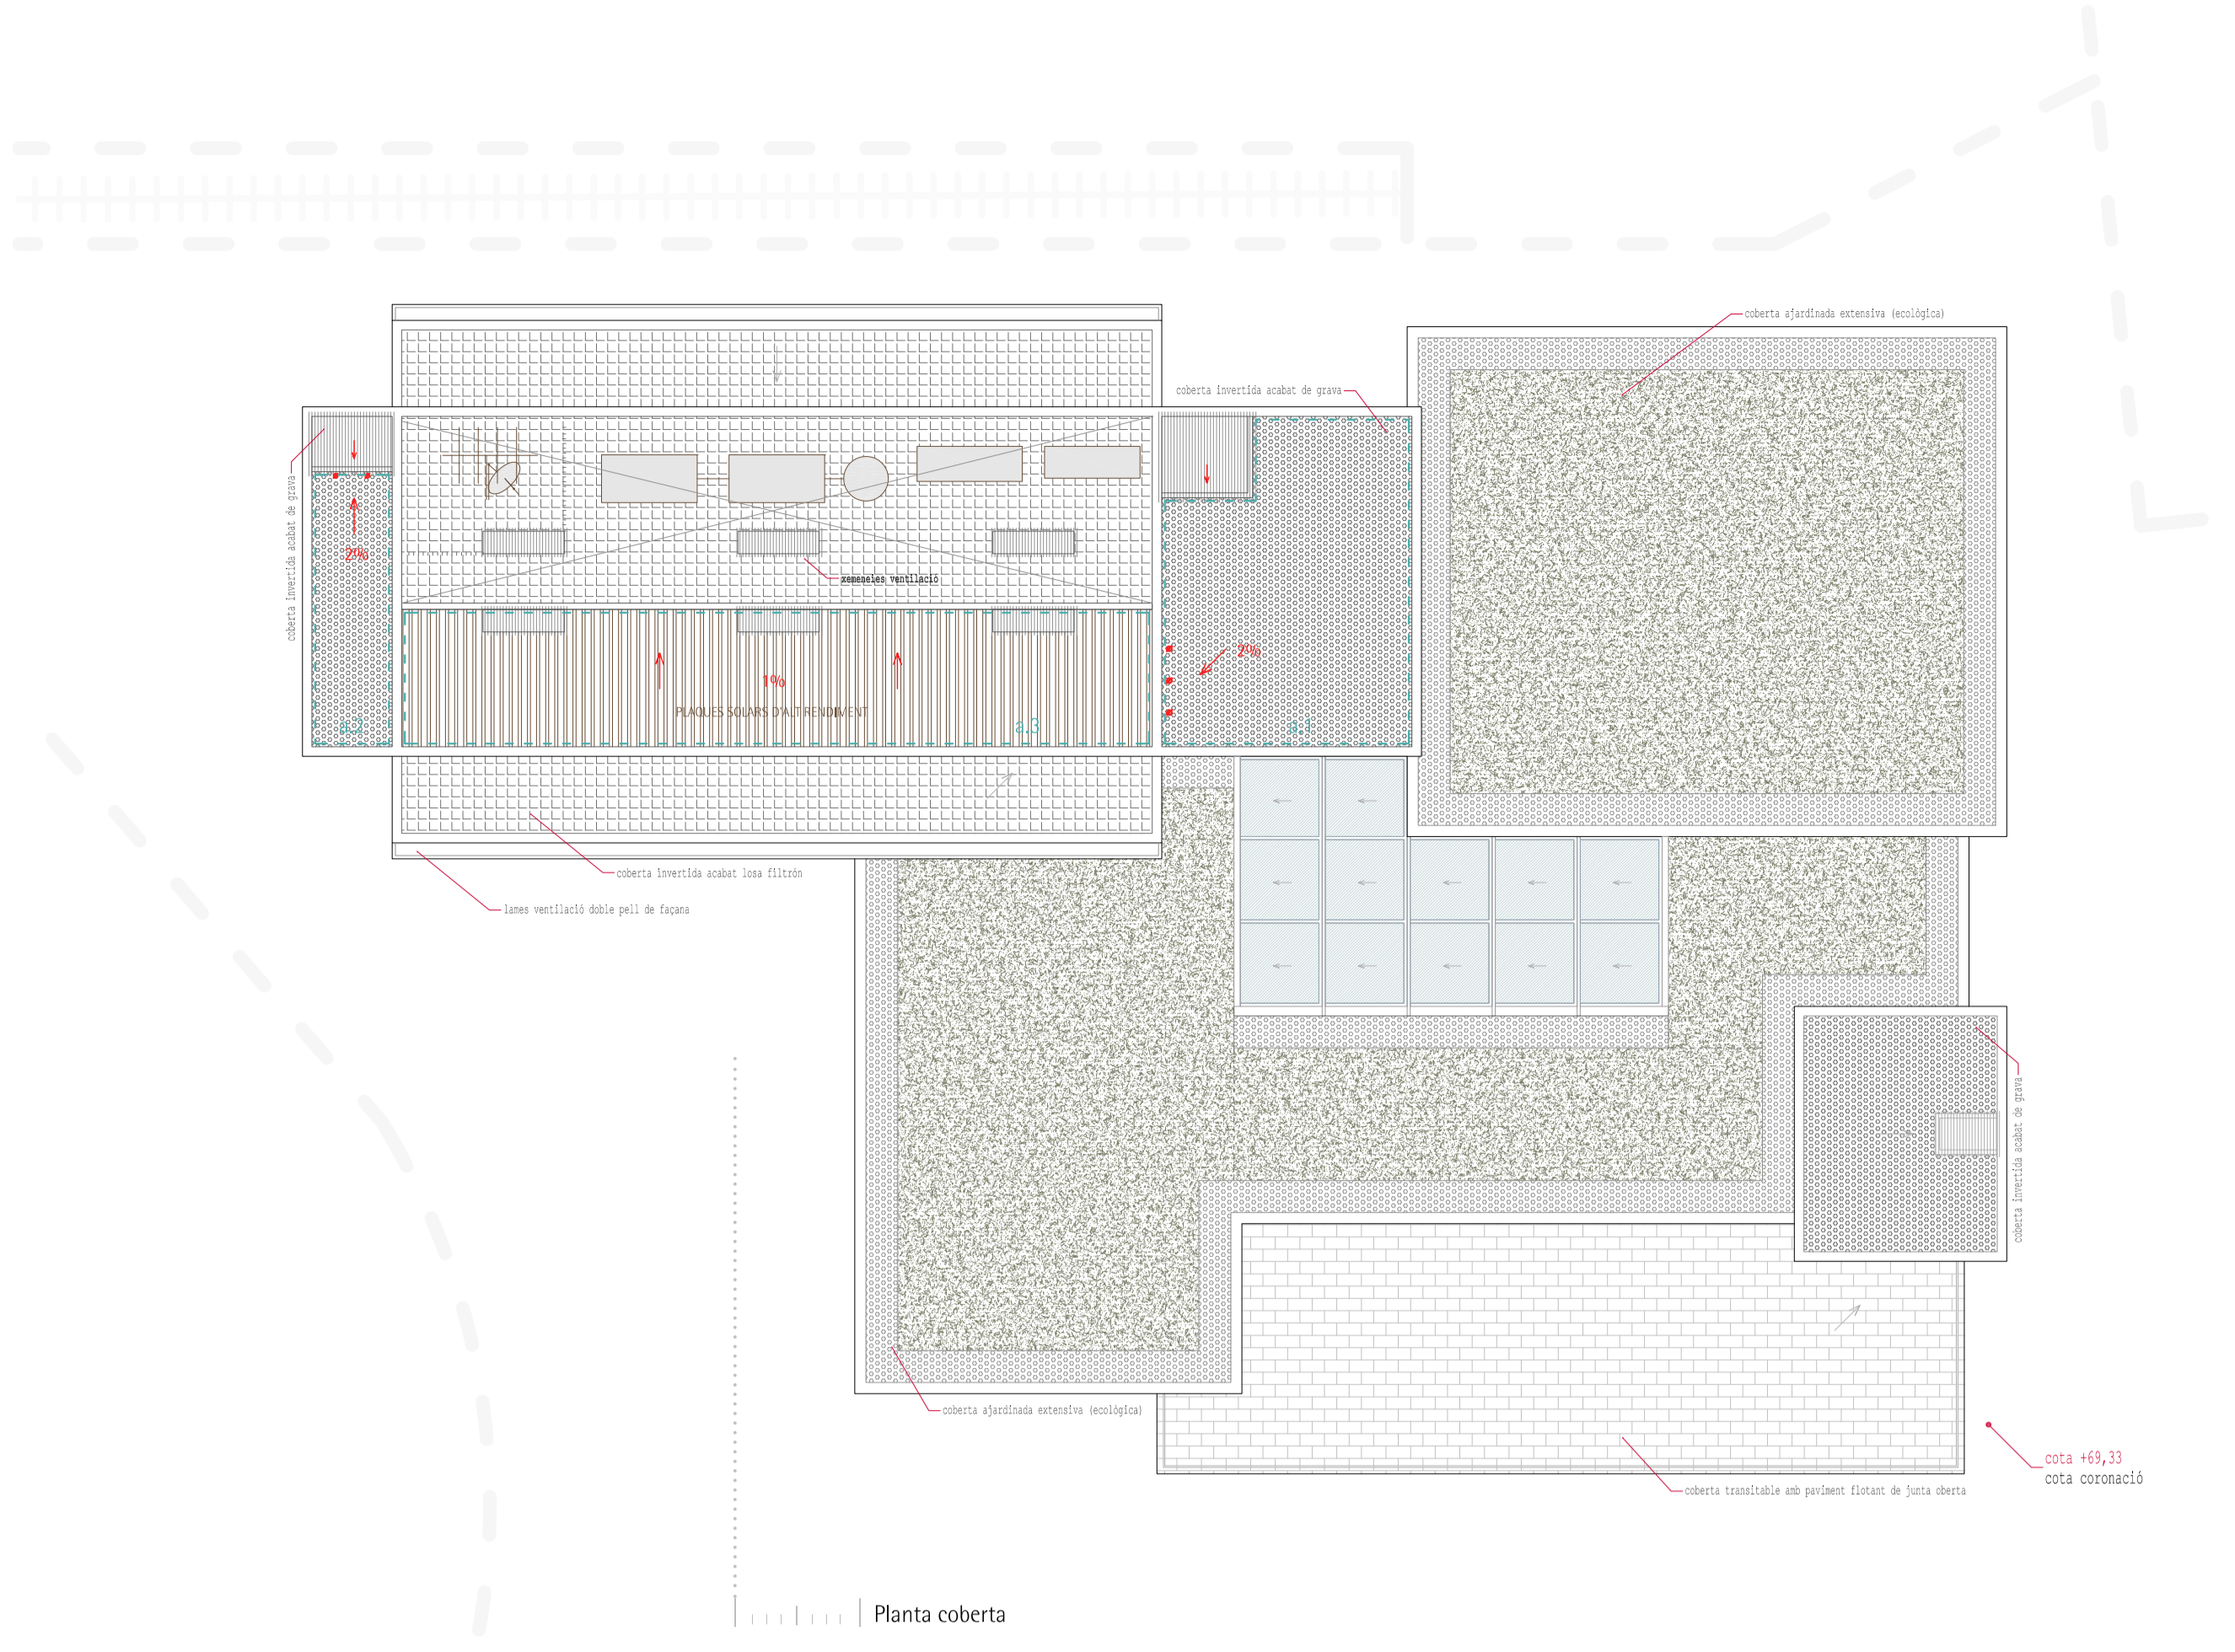 coberta ajardinada extensiva (ecològica)
coberta invertida acabat de grava
coberta invertida acabat de grava
2%
xemeneies ventilació
2%
1%
PLAQUES SOLARS D'ALT RENDIMENT
a.2
a.3
a.1
coberta invertida acabat losa filtrón
lames ventilació doble pell de façana
coberta invertida acabat de grava
coberta ajardinada extensiva (ecològica)
cota +69,33
cota coronació
coberta transitable amb paviment flotant de junta oberta
Planta coberta